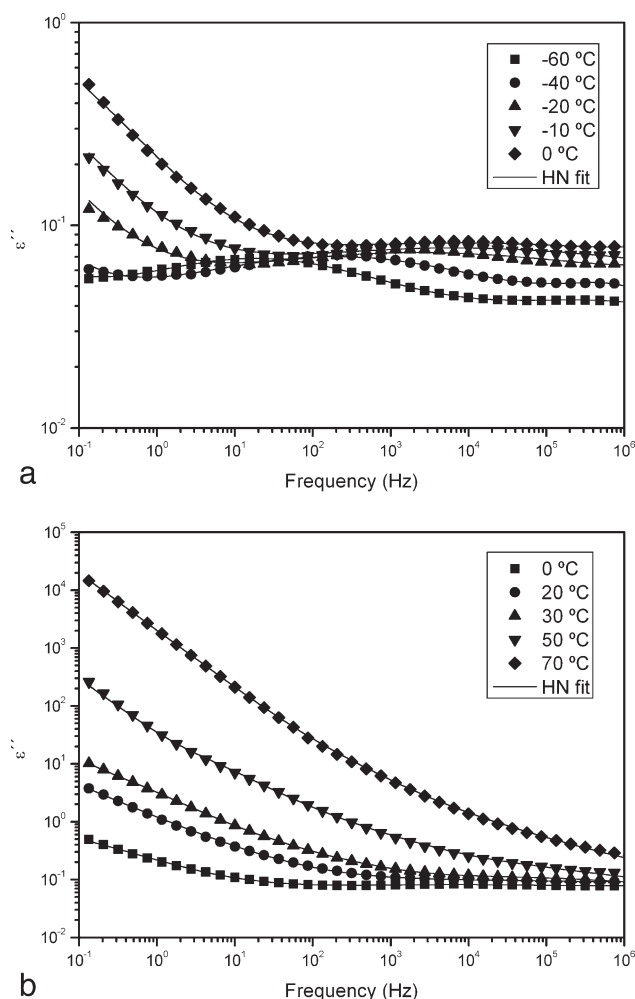 10⁰
-60 ºC
-40 ºC
-20 ºC
-10 ºC
0 ºC
HN fit
10⁻¹
ε´´
10⁻²
10⁻¹ 10⁰ 10¹ 10² 10³ 10⁴ 10⁵ 10⁶
Frequency (Hz)
a
10⁵
0 ºC
20 ºC
30 ºC
50 ºC
70 ºC
HN fit
10⁴
10³
10²
ε´´
10¹
10⁰
10⁻¹
10⁻²
10⁻¹ 10⁰ 10¹ 10² 10³ 10⁴ 10⁵ 10⁶
Frequency (Hz)
b